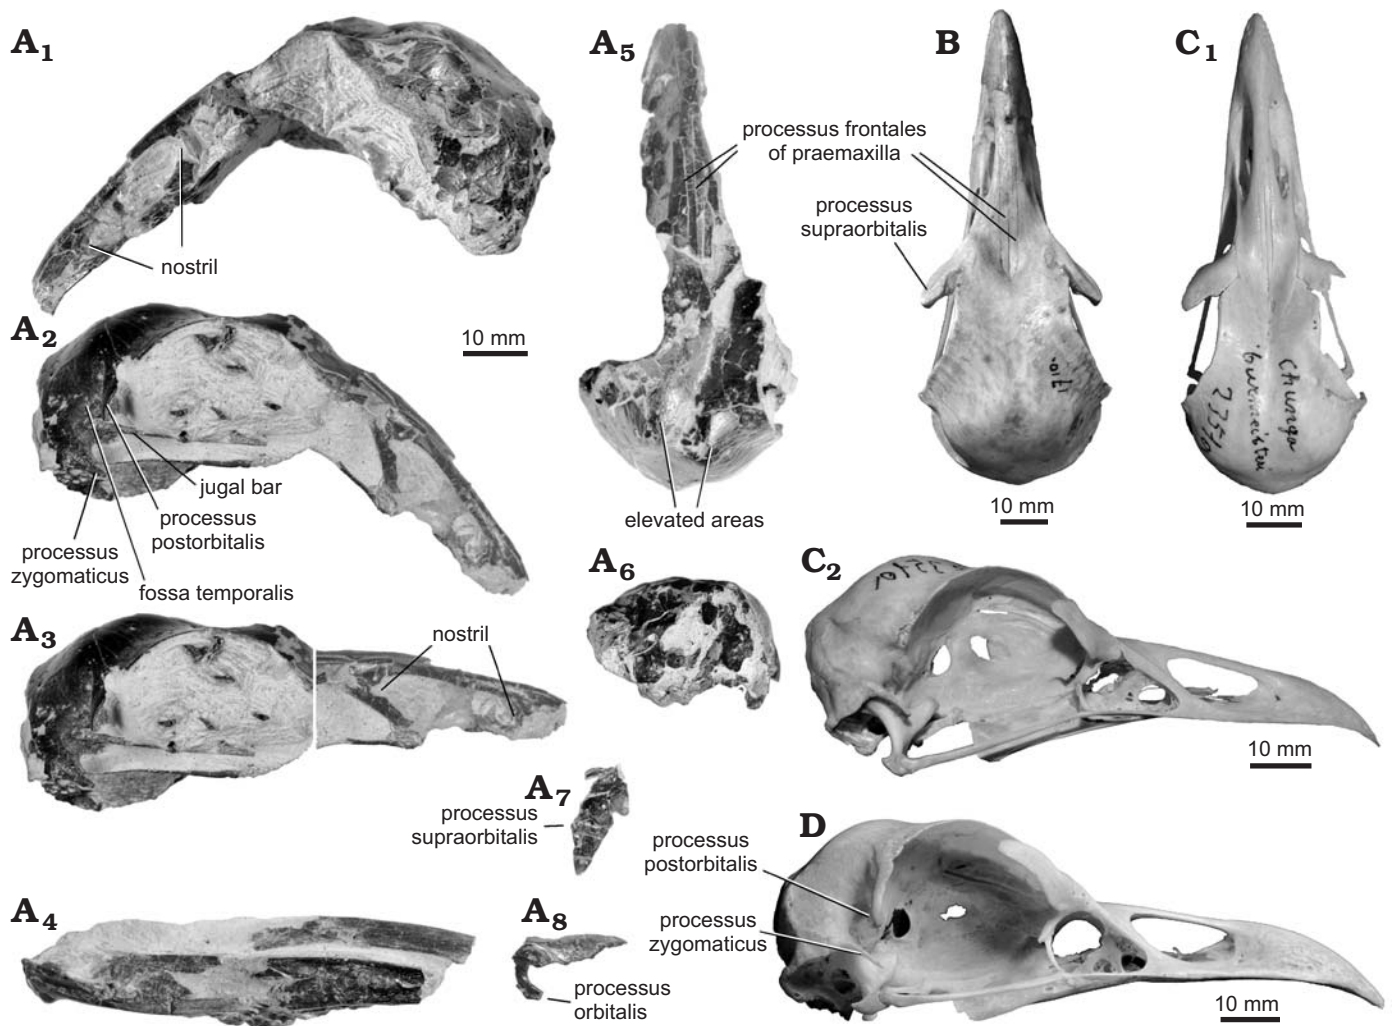 A1
A5
B
C1
processus frontales
of praemaxilla
processus
supraorbitalis
nostril
A2
10 mm
1710.
Chunga
burmeisteri
jugal bar
processus
postorbitalis
elevated areas
10 mm
10 mm
processus
zygomaticus
fossa temporalis
A6
C2
A3
nostril
10 mm
A7
processus
supraorbitalis
D
processus
postorbitalis
A4
A8
processus
zygomaticus
processus
orbitalis
10 mm